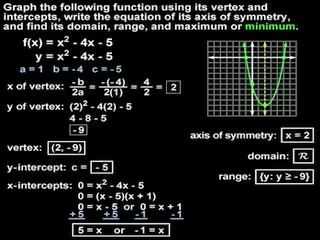 Graph the following function using its vertex and
intercepts, write the equation of its axis of symmetry,
and find its domain, range, and maximum or minimum.
f(x) = x² - 4x - 5
y = x² - 4x - 5
a = 1 b = -4 c = -5
x of vertex: -b/2a = -(-4)/2(1) = 4/2 = 2
y of vertex: (2)² - 4(2) - 5
4 - 8 - 5
-9
vertex: (2, -9)
y-intercept: c = -5
x-intercepts: 0 = x² - 4x - 5
0 = (x - 5)(x + 1)
0 = x - 5 or 0 = x + 1
+5 +5 -1 -1
5 = x or -1 = x
axis of symmetry: x = 2
domain: ℛ
range: {y: y ≥ -9}